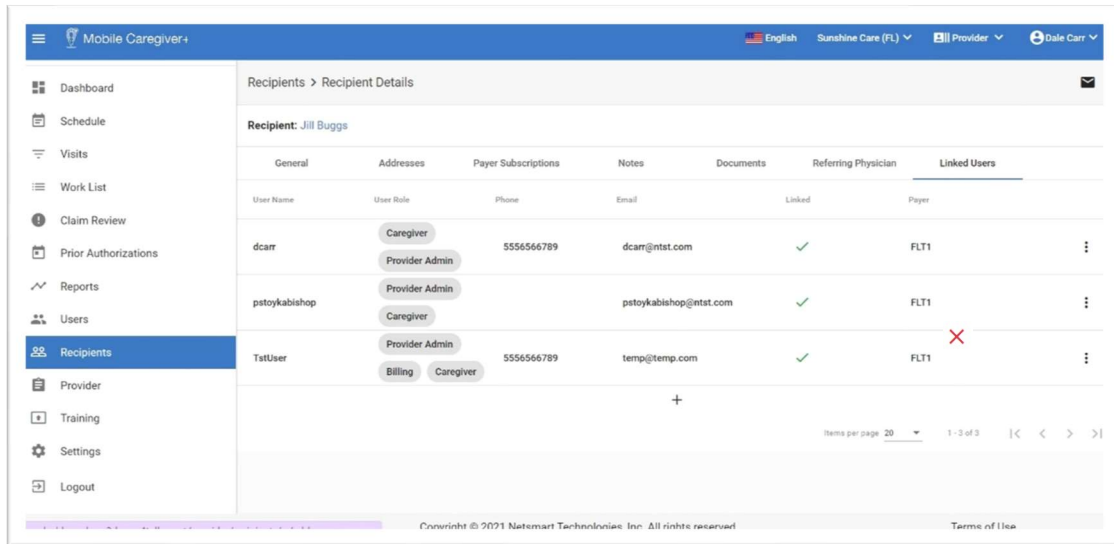 Mobile Caregiver+
English Sunshine Care (FL) Provider Dale Carr
Dashboard
Schedule
Visits
Work List
Claim Review
Prior Authorizations
Reports
Users
Recipients
Provider
Training
Settings
Logout
Recipients > Recipient Details
Recipient: Jill Buggs
General Addresses Payer Subscriptions Notes Documents Referring Physician Linked Users
User Name User Role Phone Email Linked Payer
dcarr Caregiver Provider Admin 5556566789 dcarr@ntst.com FLT1
pstoykabishop Provider Admin Caregiver pstoykabishop@ntst.com FLT1
TstUser Provider Admin Billing Caregiver 5556566789 temp@temp.com FLT1
+
Items per page 20 1 - 3 of 3
Copyright © 2021 Netsmart Technologies, Inc. All rights reserved
Terms of Use